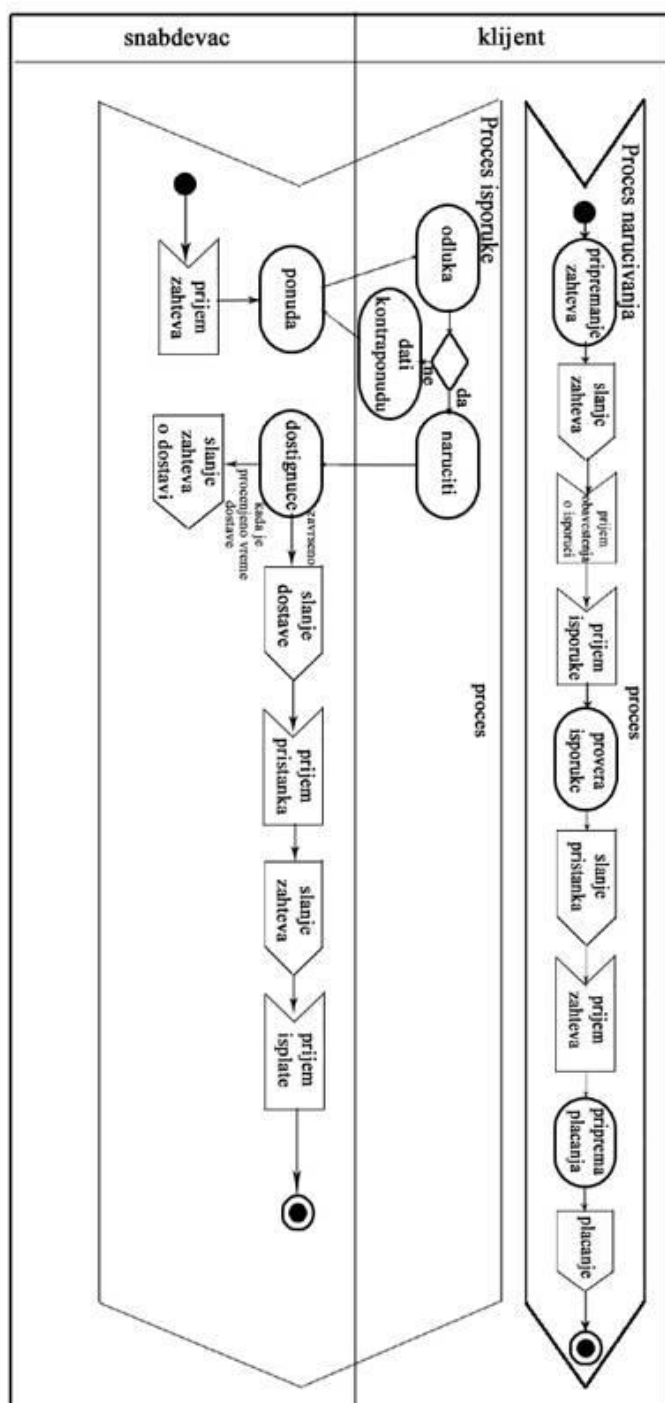 snabdevac
klijent
Proces narucivanja
pripremanje
zahteva
slanje
zahteva
prijem
obavestenja
o isporuci
prijem
isporuke
proces
provera
isporuke
slanje
pristanka
prijem
zahteva
priprema
placanja
placanje
Proces isporuke
odluka
da
ne
dati
kontraponudu
naruciti
proces
prijem
zahteva
ponuda
dostignuce
zavrseno
kada je
procenjeno vreme
dostave
slanje
zahteva
o dostavi
slanje
dostave
prijem
pristanka
slanje
zahteva
prijem
isplate